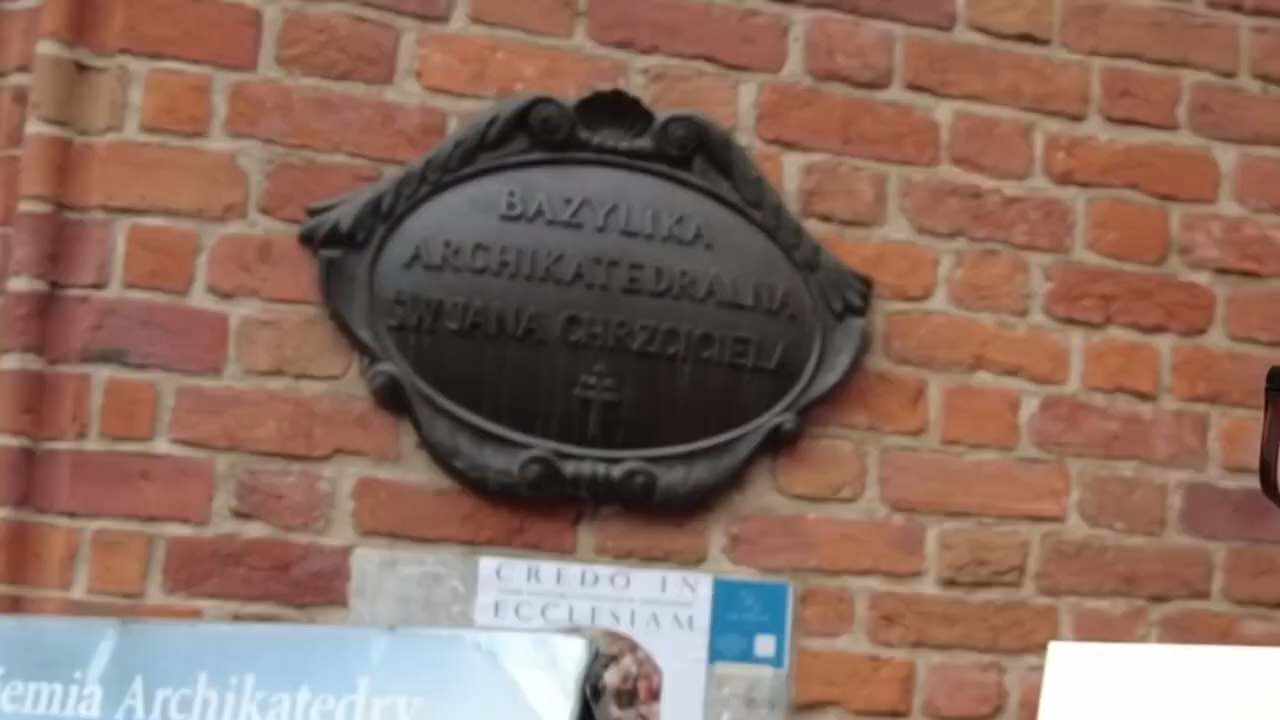 BAZYLIKA
ARCHIKATEDRALNA
ŚW JANA CHRZCICIELA
CREDO IN
ECCLESIAM
Archikatedry